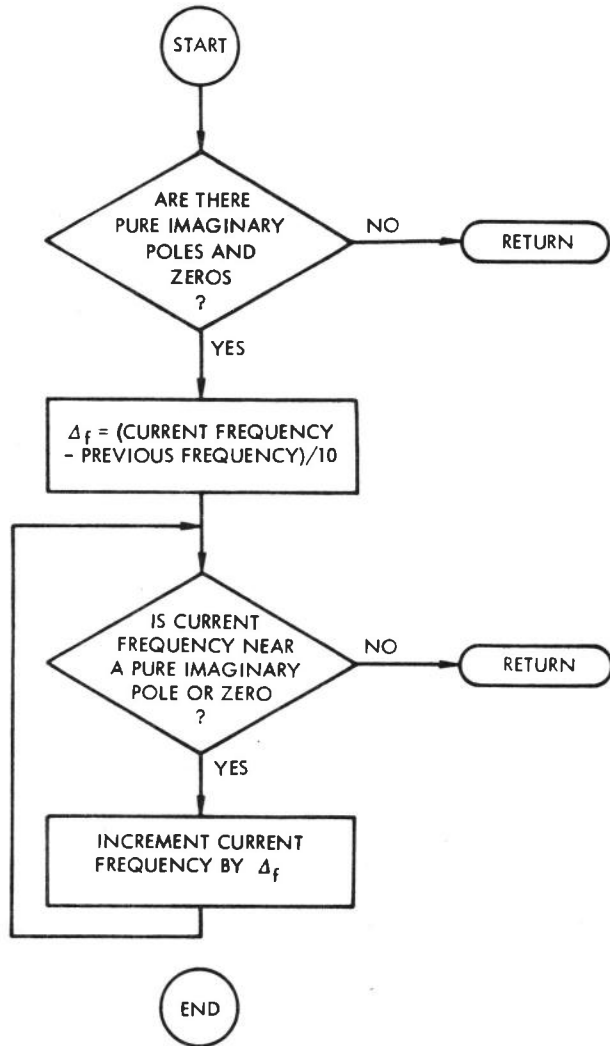 START
ARE THERE
PURE IMAGINARY
POLES AND
ZEROS
?
NO
RETURN
YES
Δf = (CURRENT FREQUENCY
– PREVIOUS FREQUENCY)/10
IS CURRENT
FREQUENCY NEAR
A PURE IMAGINARY
POLE OR ZERO
?
NO
RETURN
YES
INCREMENT CURRENT
FREQUENCY BY Δf
END